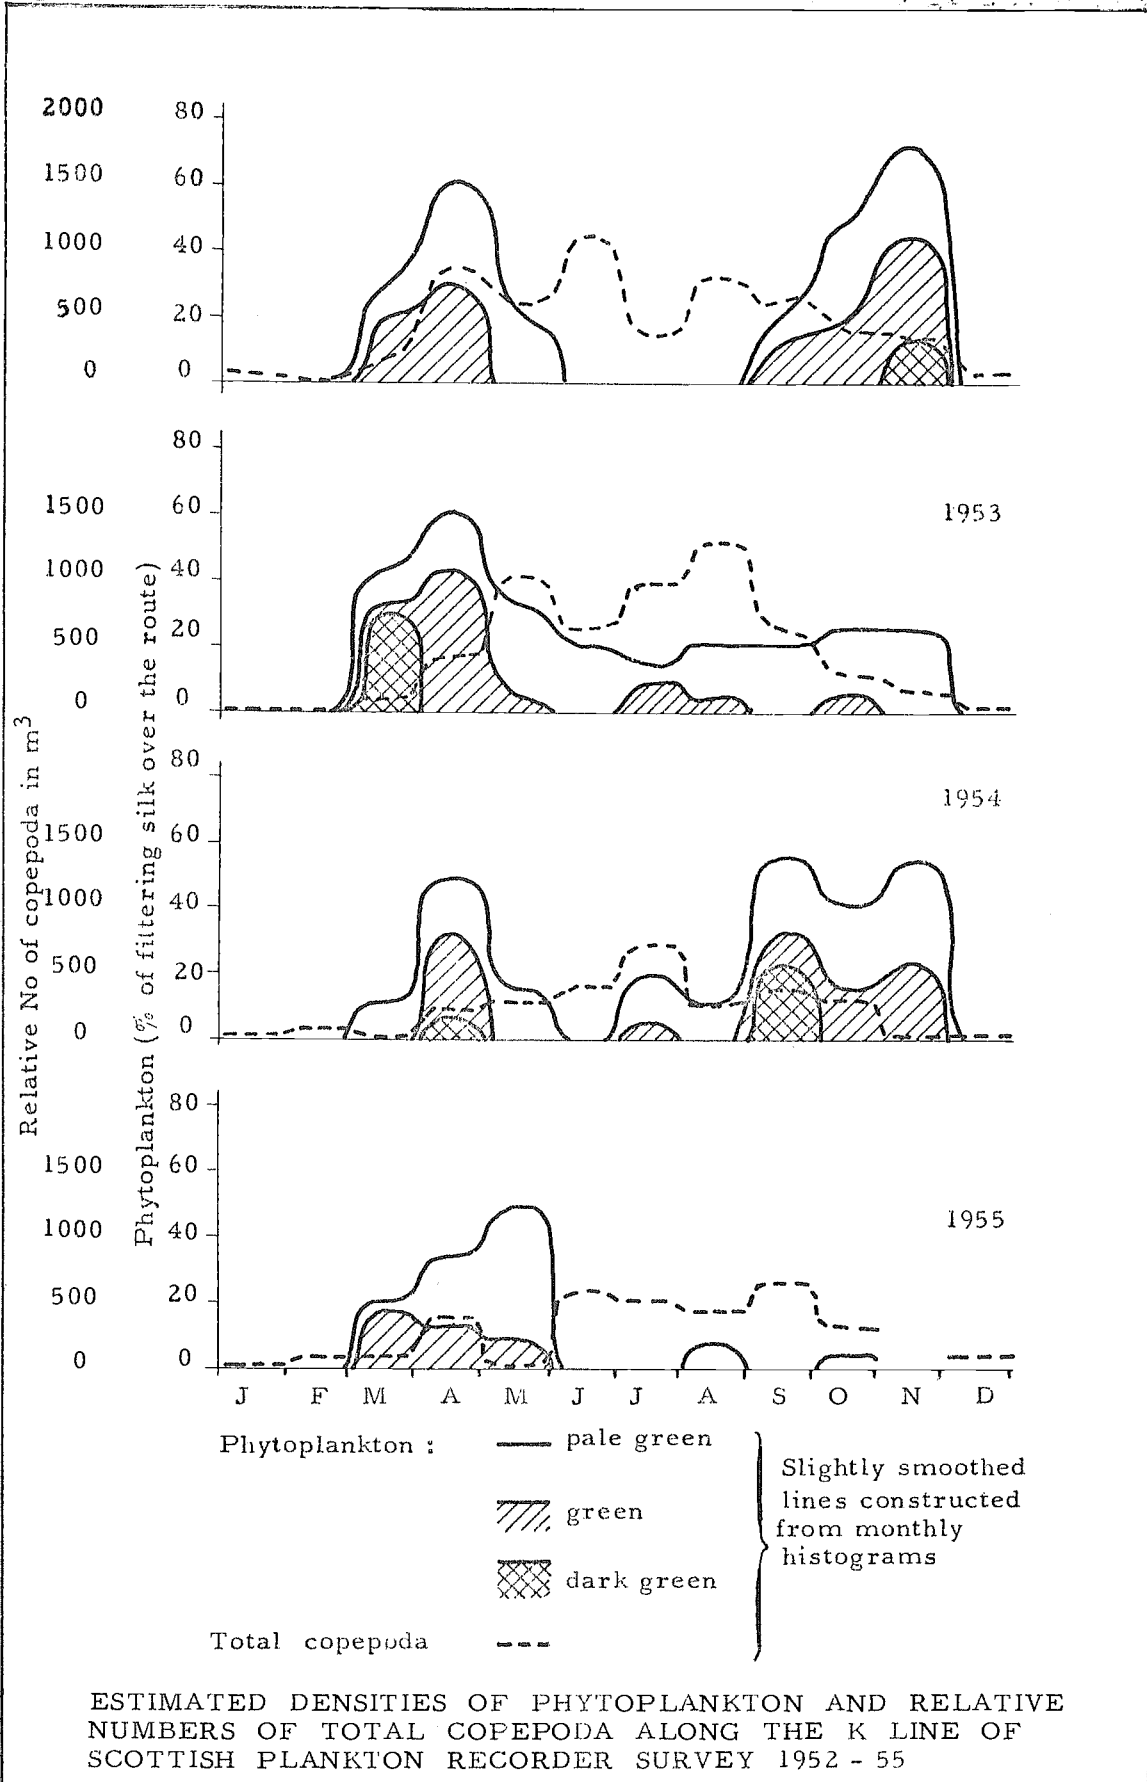 2000 80
1500 60
1000 40
500 20
0 0
80
1500 60 1953
1000 40
500 20
0 0
80
1954
1500 60
1000 40
500 20
0 0
80
1500 60
1000 40 1955
500 20
0 0
Relative No of copepoda in m³
Phytoplankton (% of filtering silk over the route)
J F M A M J J A S O N D
Phytoplankton : pale green
green
dark green
Total copepoda
Slightly smoothed
lines constructed
from monthly
histograms
ESTIMATED DENSITIES OF PHYTOPLANKTON AND RELATIVE
NUMBERS OF TOTAL COPEPODA ALONG THE K LINE OF
SCOTTISH PLANKTON RECORDER SURVEY 1952 - 55